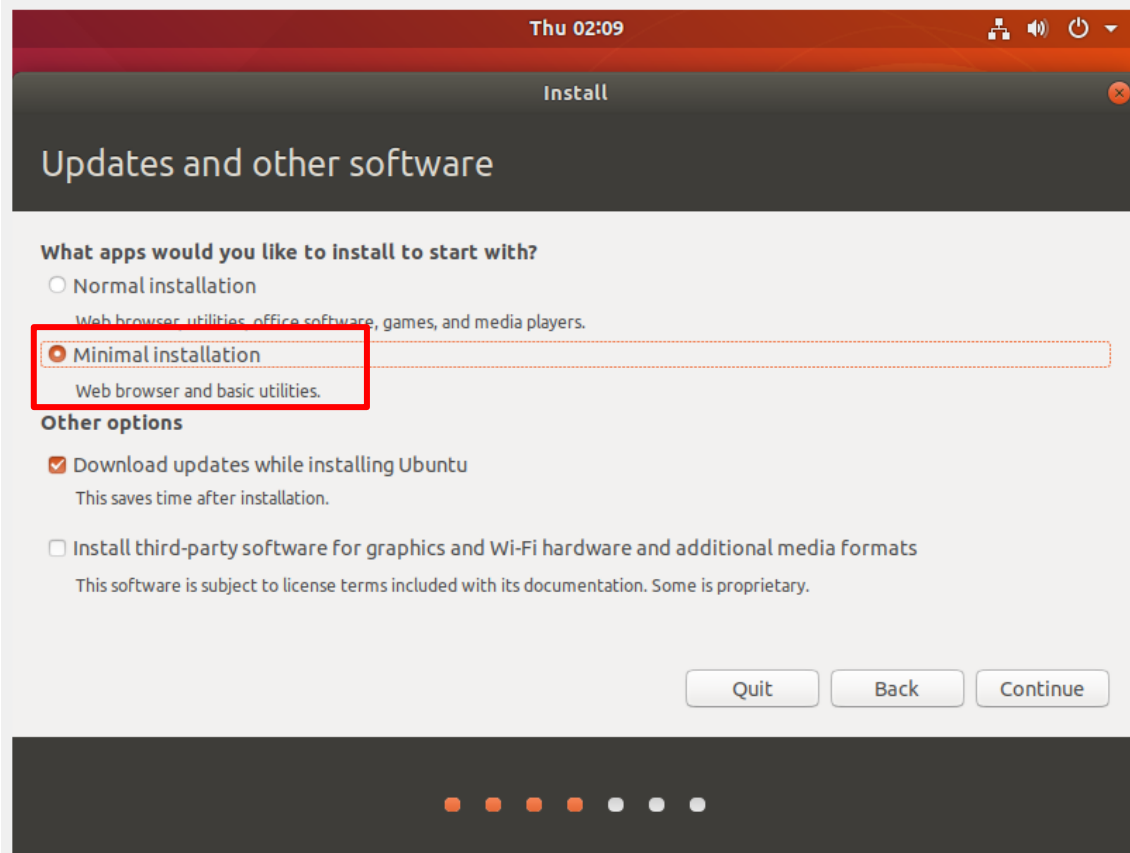 Thu 02:09
Install
Updates and other software
What apps would you like to install to start with?
Normal installation
Web browser, utilities, office software, games, and media players.
Minimal installation
Web browser and basic utilities.
Other options
Download updates while installing Ubuntu
This saves time after installation.
Install third-party software for graphics and Wi-Fi hardware and additional media formats
This software is subject to license terms included with its documentation. Some is proprietary.
Quit Back Continue